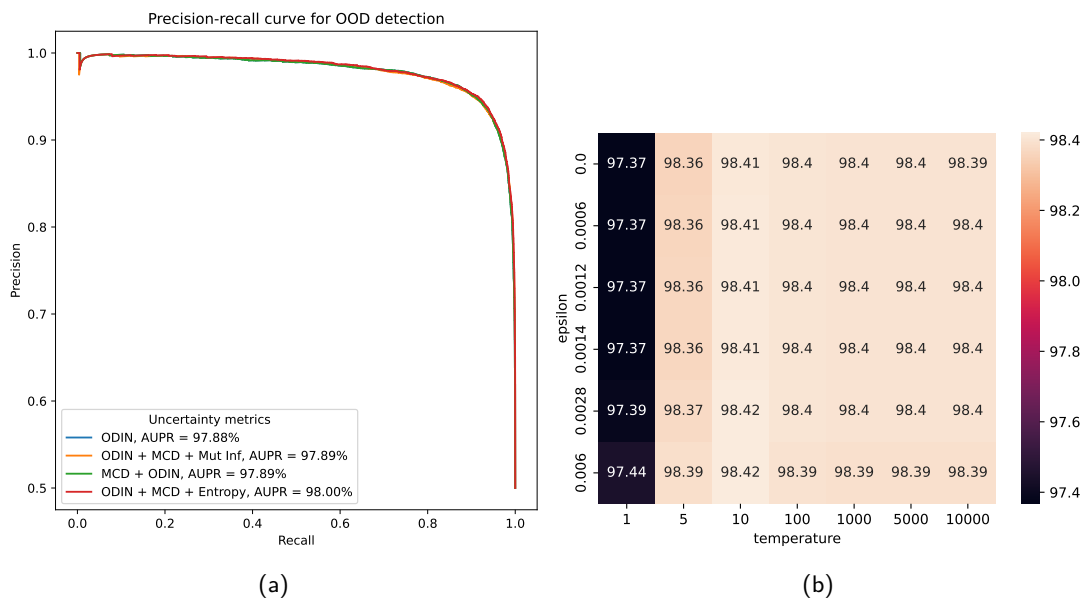 Precision-recall curve for OOD detection
1.0
0.9
0.8
0.7
0.6
0.5
Precision
Uncertainty metrics
ODIN, AUPR = 97.88%
ODIN + MCD + Mut Inf, AUPR = 97.89%
MCD + ODIN, AUPR = 97.89%
ODIN + MCD + Entropy, AUPR = 98.00%
0.0 0.2 0.4 0.6 0.8 1.0
Recall
(a)
epsilon
0.0 97.37 98.36 98.41 98.4 98.4 98.4 98.39
0.0006 97.37 98.36 98.41 98.4 98.4 98.4 98.4
0.0012 97.37 98.36 98.41 98.4 98.4 98.4 98.4
0.0014 97.37 98.36 98.41 98.4 98.4 98.4 98.4
0.0028 97.39 98.37 98.42 98.4 98.4 98.4 98.4
0.006 97.44 98.39 98.42 98.39 98.39 98.39 98.39
1 5 10 100 1000 5000 10000
temperature
98.4
98.2
98.0
97.8
97.6
97.4
(b)